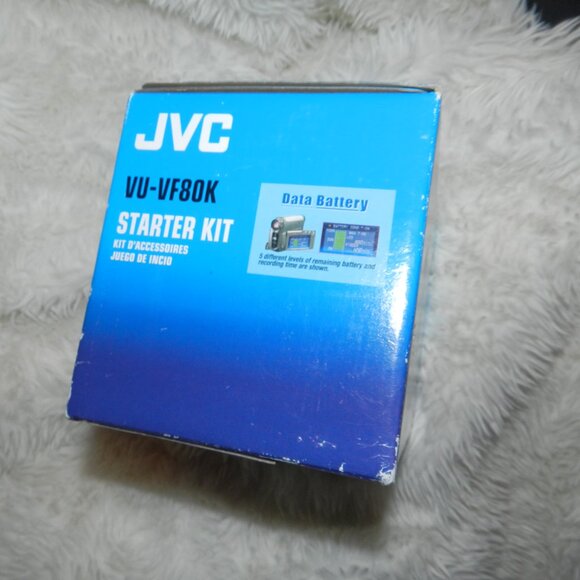 JVC
VU-VF80K
STARTER KIT
KIT D'ACCESSOIRES
JUEGO DE INCIO
Data Battery
5 different levels of remaining battery and
recording time are shown.